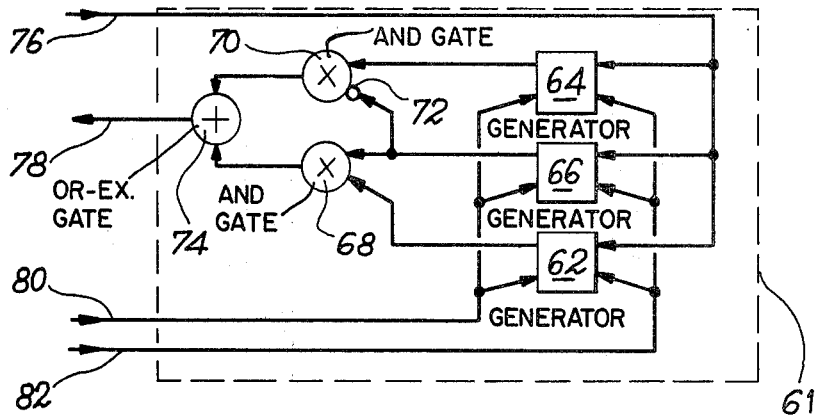 76
70
AND GATE
64
72
GENERATOR
78
OR-EX.
GATE
74
AND
GATE
68
66
GENERATOR
62
GENERATOR
80
82
61